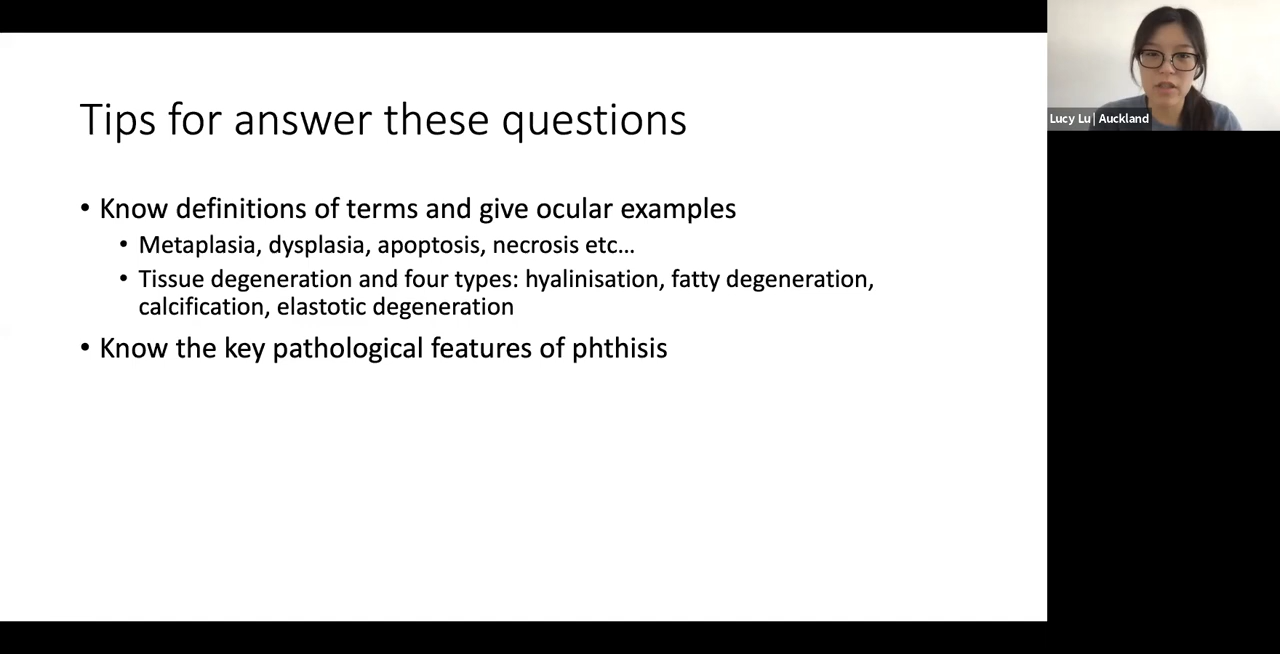 Tips for answer these questions
• Know definitions of terms and give ocular examples
• Metaplasia, dysplasia, apoptosis, necrosis etc…
• Tissue degeneration and four types: hyalinisation, fatty degeneration,
calcification, elastotic degeneration
• Know the key pathological features of phthisis
Lucy Lu | Auckland